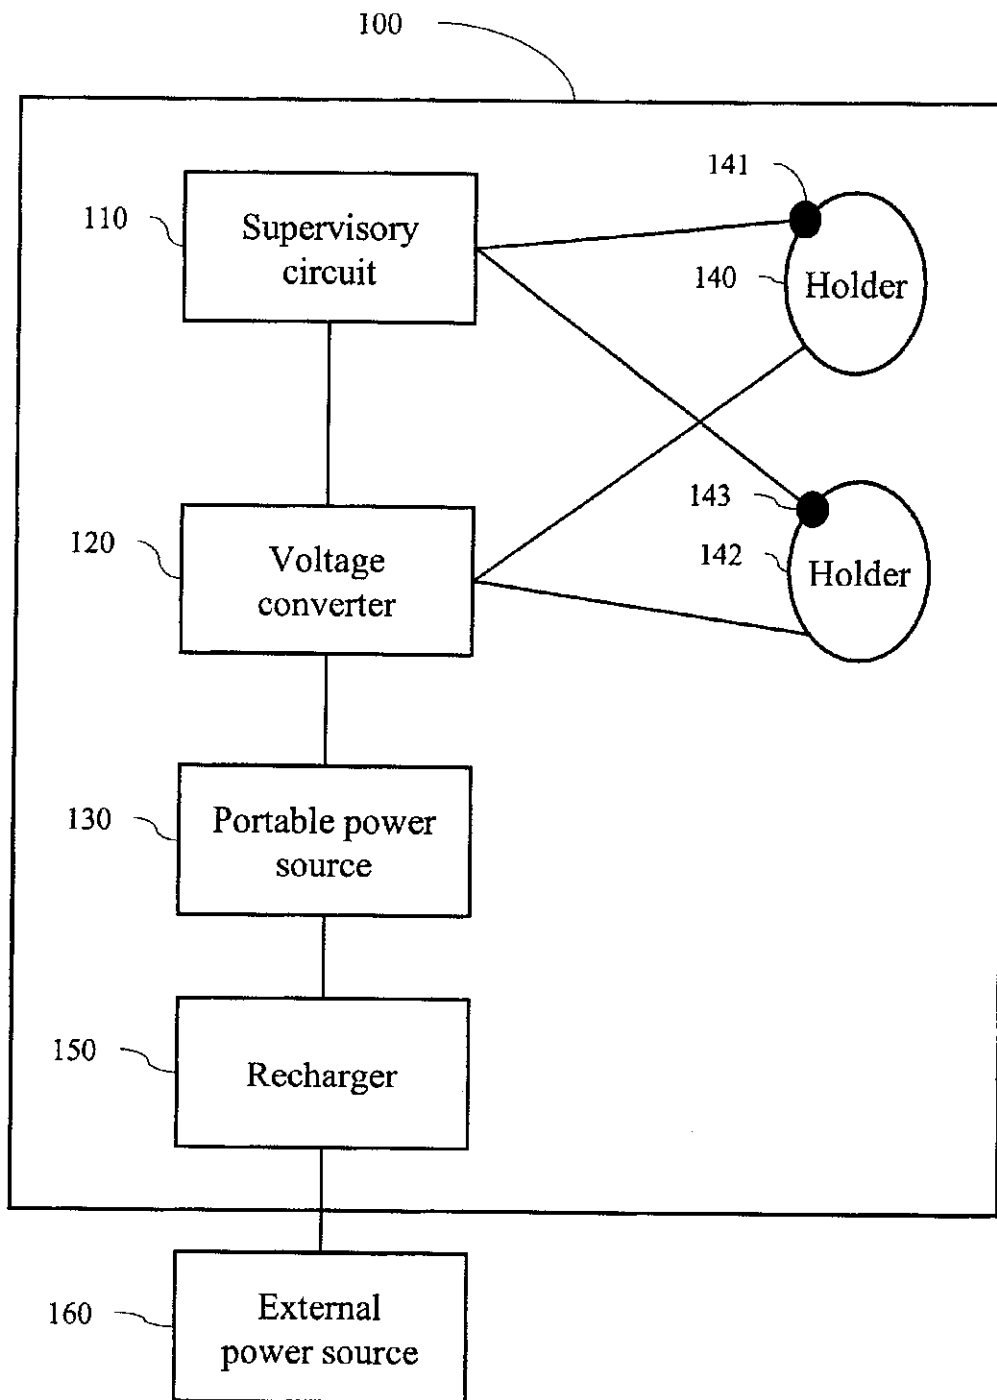 100
110
Supervisory
circuit
141
140
Holder
120
Voltage
converter
143
142
Holder
130
Portable power
source
150
Recharger
160
External
power source